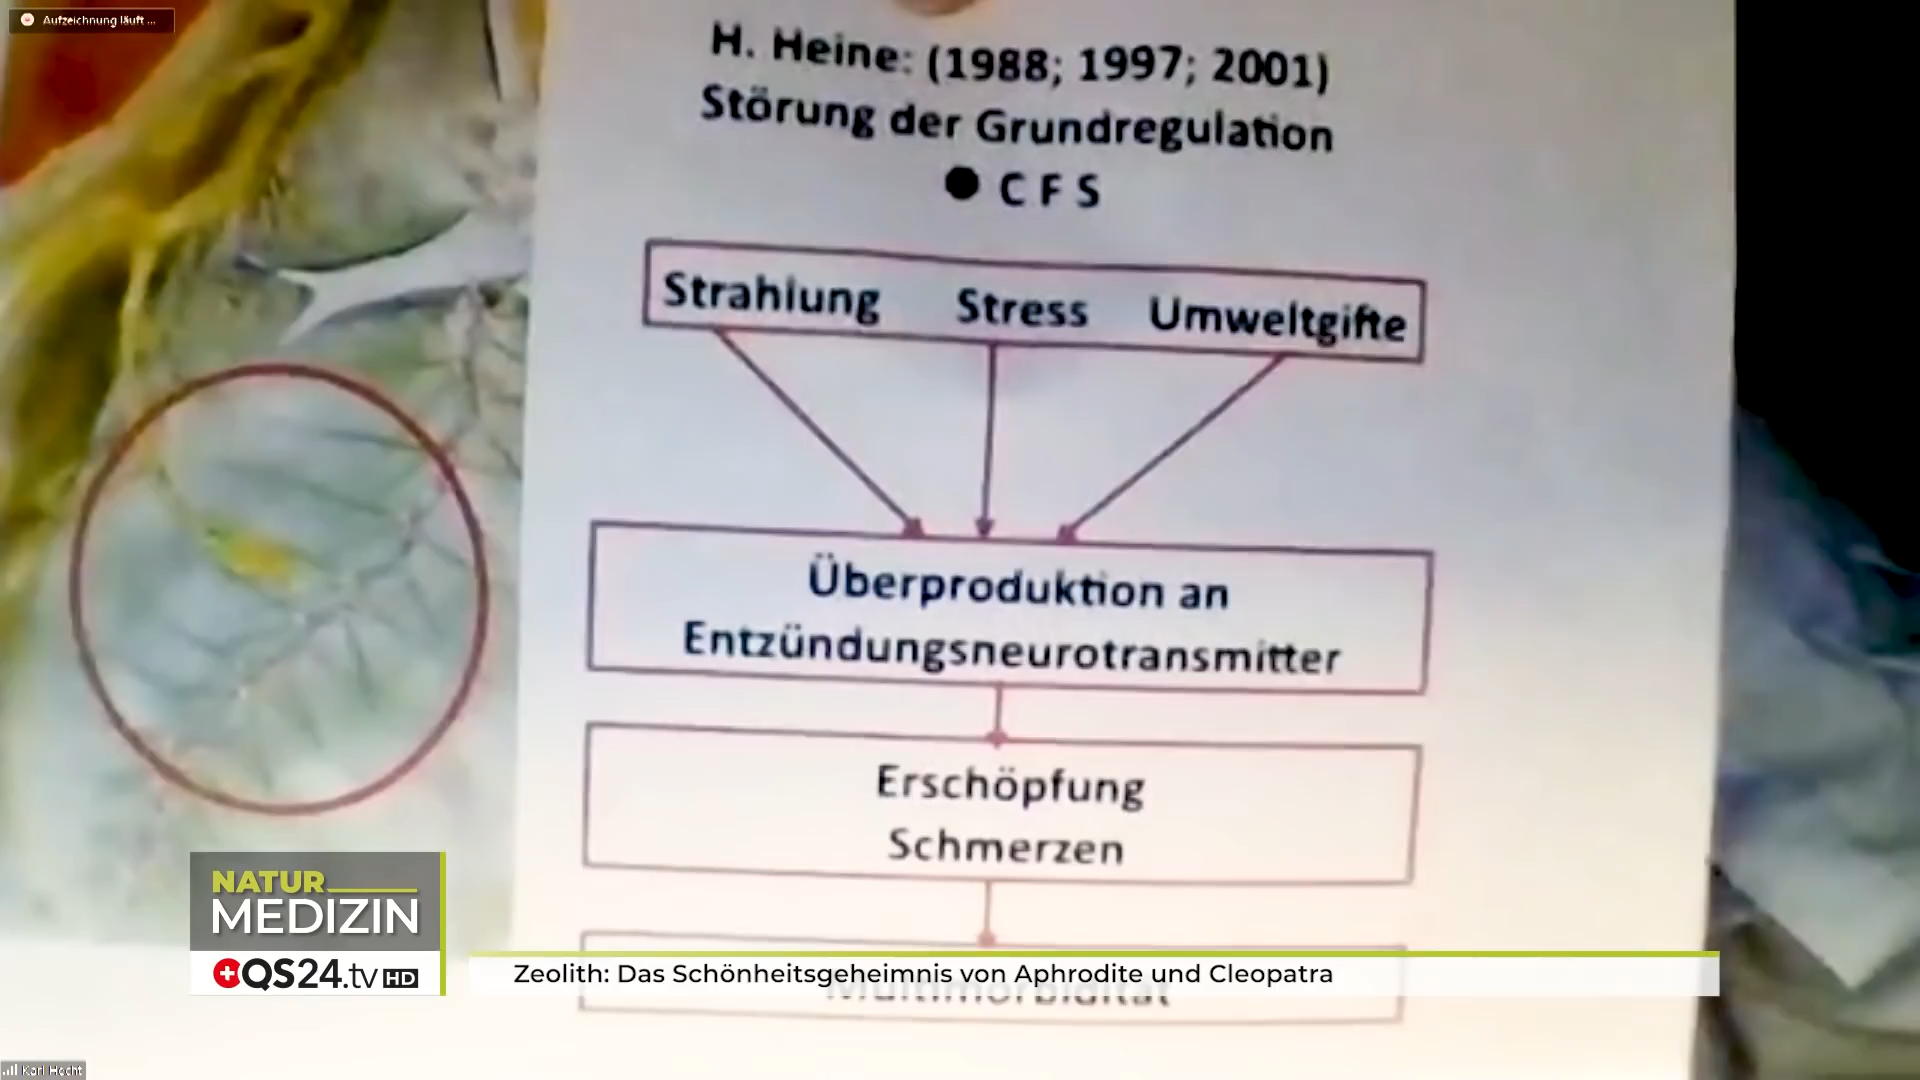 Aufzeichnung läuft ...
H. Heine: (1988; 1997; 2001)
Störung der Grundregulation
● C F S
Strahlung Stress Umweltgifte
Überproduktion an
Entzündungsneurotransmitter
Erschöpfung
Schmerzen
Multimorbidität
NATUR
MEDIZIN
QS24.tv HD
Zeolith: Das Schönheitsgeheimnis von Aphrodite und Cleopatra
Karl Hecht